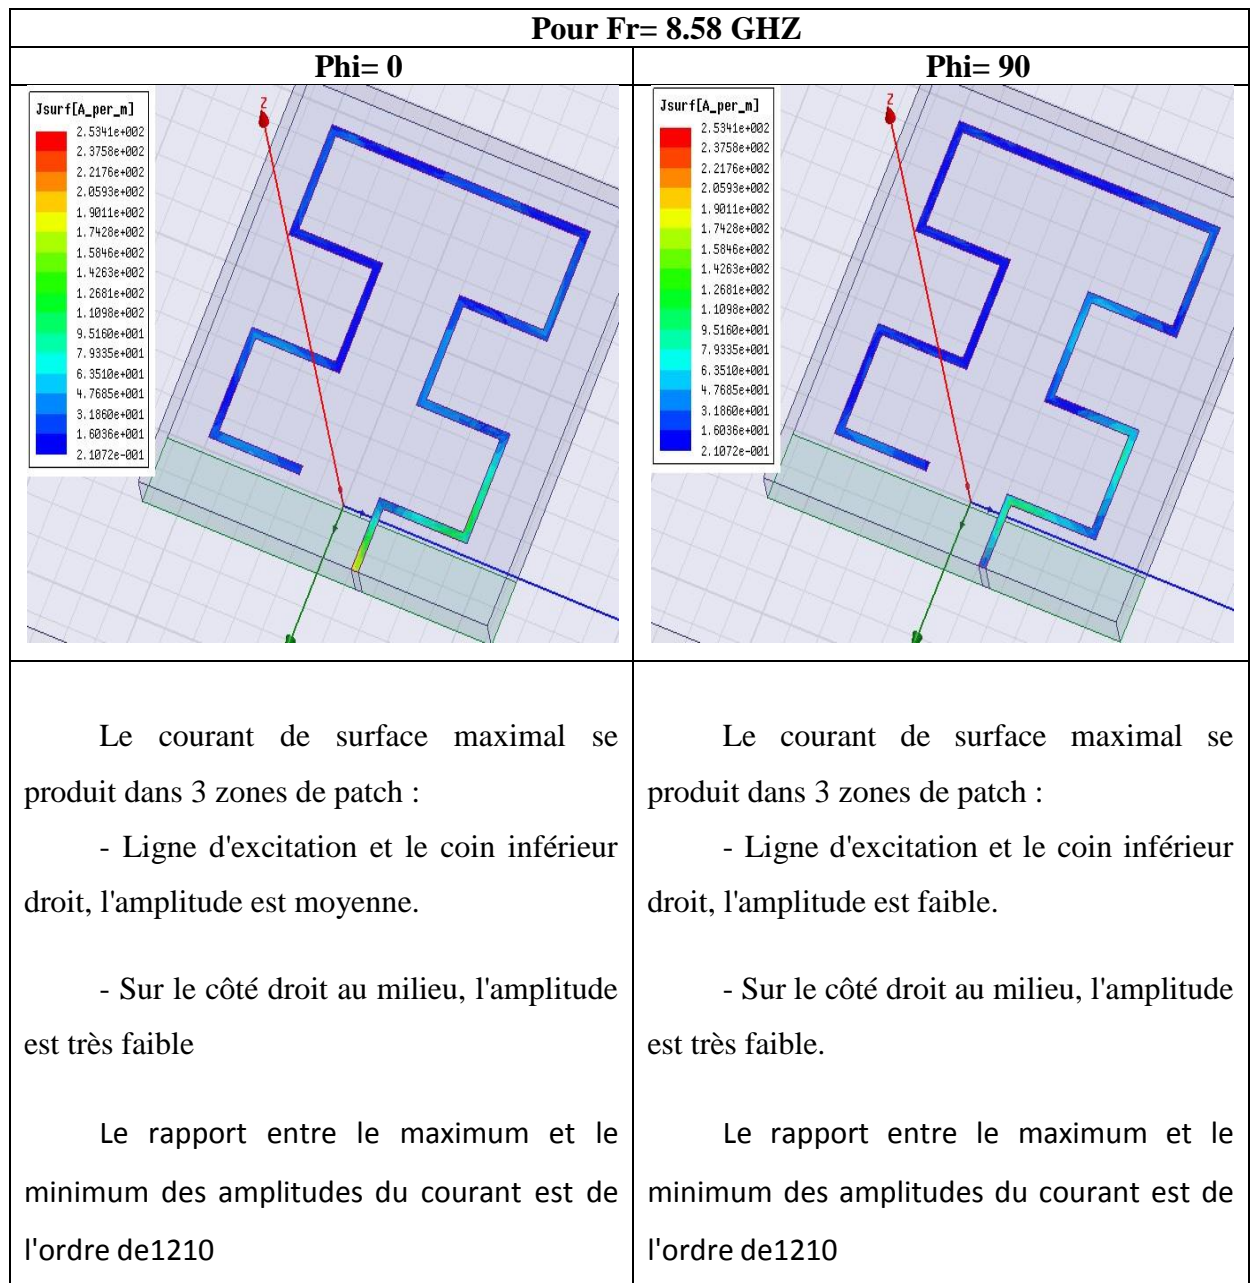 Pour Fr= 8.58 GHZ
Phi= 0
Phi= 90
Jsurf[A_per_m]
2.5341e+002
2.3758e+002
2.2176e+002
2.0593e+002
1.9011e+002
1.7428e+002
1.5846e+002
1.4263e+002
1.2681e+002
1.1098e+002
9.5160e+001
7.9335e+001
6.3510e+001
4.7685e+001
3.1860e+001
1.6036e+001
2.1072e-001
Z
Jsurf[A_per_m]
2.5341e+002
2.3758e+002
2.2176e+002
2.0593e+002
1.9011e+002
1.7428e+002
1.5846e+002
1.4263e+002
1.2681e+002
1.1098e+002
9.5160e+001
7.9335e+001
6.3510e+001
4.7685e+001
3.1860e+001
1.6036e+001
2.1072e-001
Z
Le courant de surface maximal se
produit dans 3 zones de patch :
- Ligne d'excitation et le coin inférieur
droit, l'amplitude est moyenne.
- Sur le côté droit au milieu, l'amplitude
est très faible
Le rapport entre le maximum et le
minimum des amplitudes du courant est de
l'ordre de1210
Le courant de surface maximal se
produit dans 3 zones de patch :
- Ligne d'excitation et le coin inférieur
droit, l'amplitude est faible.
- Sur le côté droit au milieu, l'amplitude
est très faible.
Le rapport entre le maximum et le
minimum des amplitudes du courant est de
l'ordre de1210